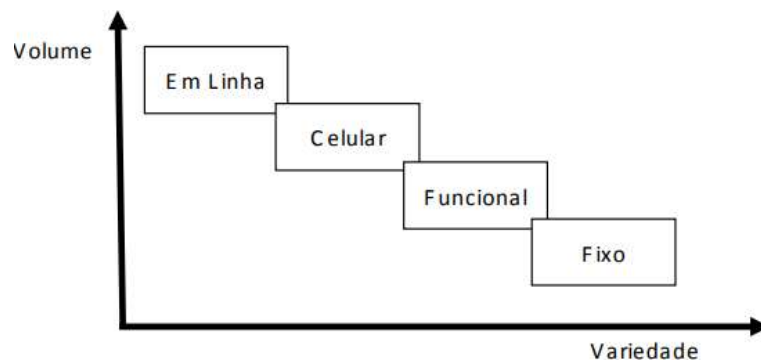 Volume
Em Linha
Celular
Funcional
Fixo
Variedade